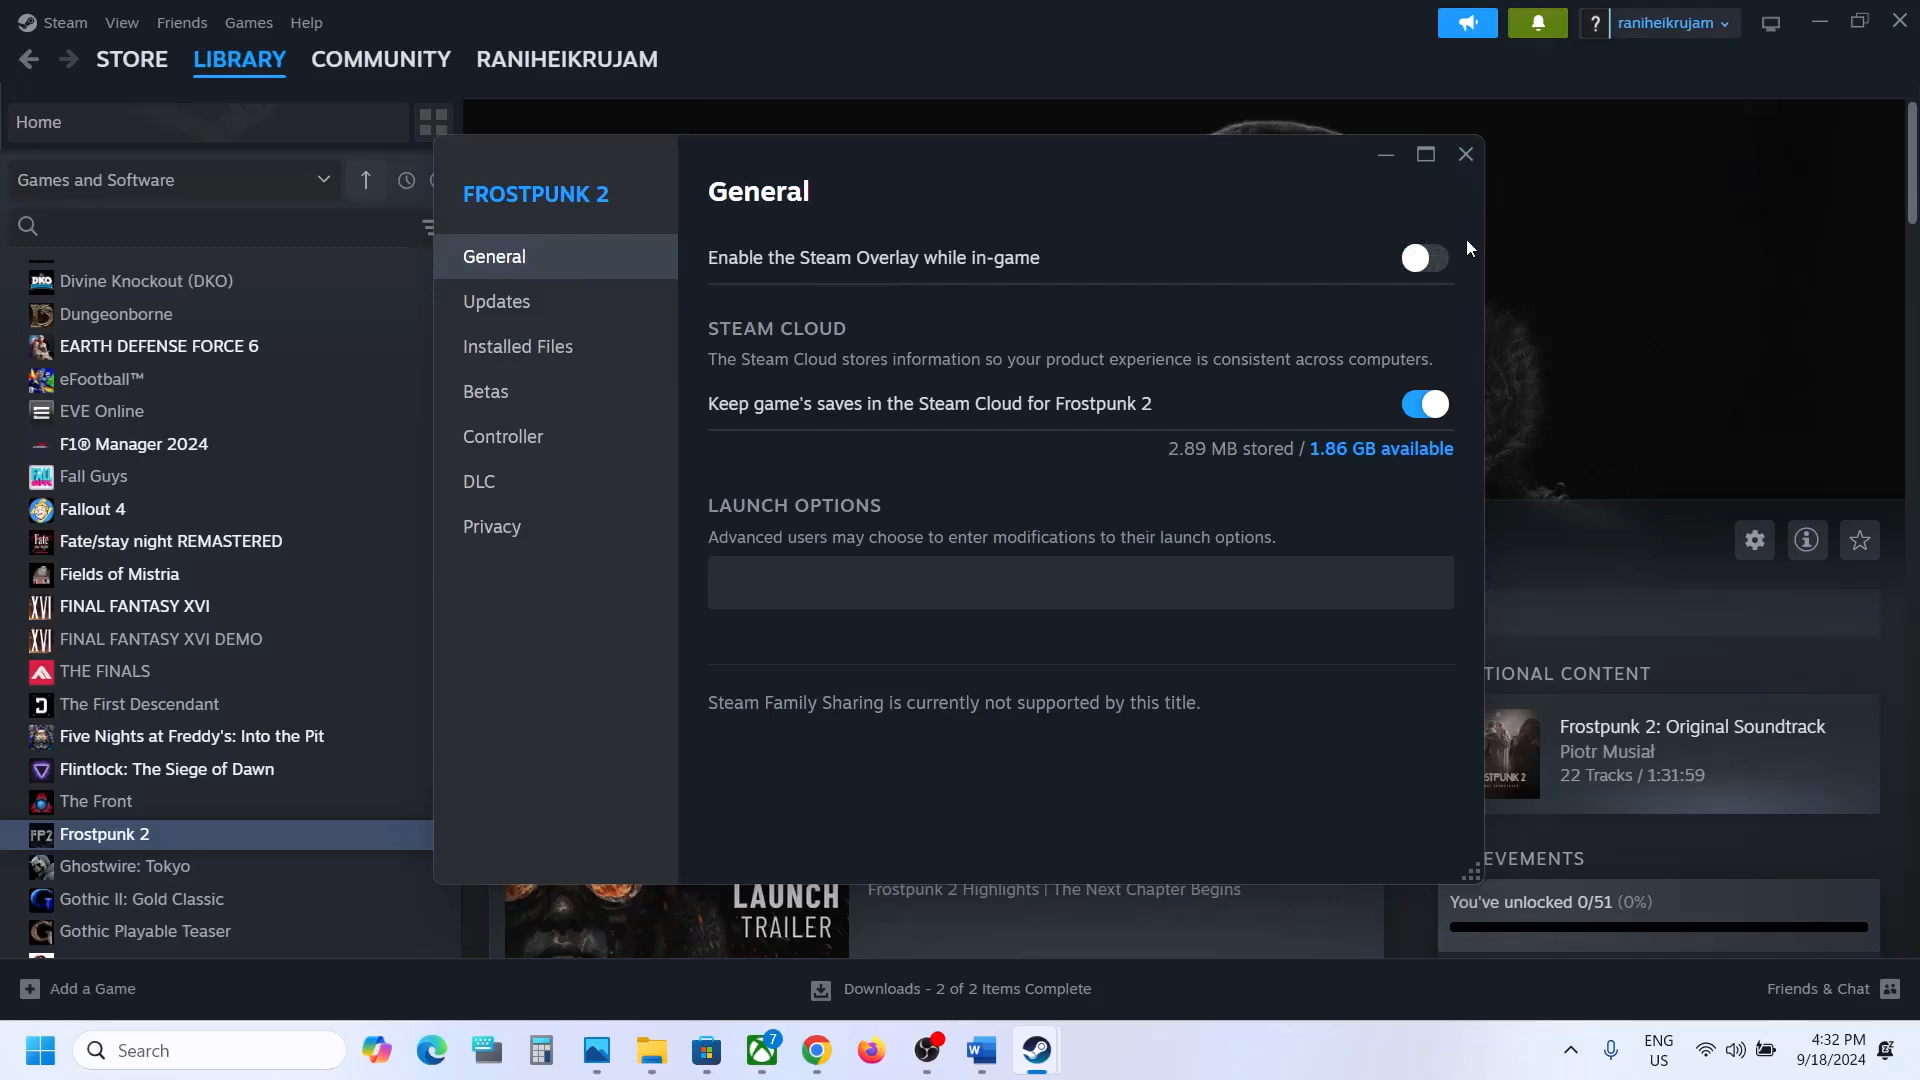 Steam View Friends Games Help
? raniheikrujam
STORE LIBRARY COMMUNITY RANIHEIKRUJAM
Home
Games and Software
Divine Knockout (DKO)
Dungeonborne
EARTH DEFENSE FORCE 6
eFootball™
EVE Online
F1® Manager 2024
Fall Guys
Fallout 4
Fate/stay night REMASTERED
Fields of Mistria
FINAL FANTASY XVI
FINAL FANTASY XVI DEMO
THE FINALS
The First Descendant
Five Nights at Freddy's: Into the Pit
Flintlock: The Siege of Dawn
The Front
Frostpunk 2
Ghostwire: Tokyo
Gothic II: Gold Classic
Gothic Playable Teaser
FROSTPUNK 2
General
Updates
Installed Files
Betas
Controller
DLC
Privacy
General
Enable the Steam Overlay while in-game
STEAM CLOUD
The Steam Cloud stores information so your product experience is consistent across computers.
Keep game's saves in the Steam Cloud for Frostpunk 2
2.89 MB stored / 1.86 GB available
LAUNCH OPTIONS
Advanced users may choose to enter modifications to their launch options.
Steam Family Sharing is currently not supported by this title.
TIONAL CONTENT
Frostpunk 2: Original Soundtrack
Piotr Musiał
22 Tracks / 1:31:59
EVEMENTS
You've unlocked 0/51 (0%)
LAUNCH
TRAILER
Frostpunk 2 Highlights | The Next Chapter Begins
Add a Game
Downloads - 2 of 2 Items Complete
Friends & Chat
Search
7
ENG
US
4:32 PM
9/18/2024